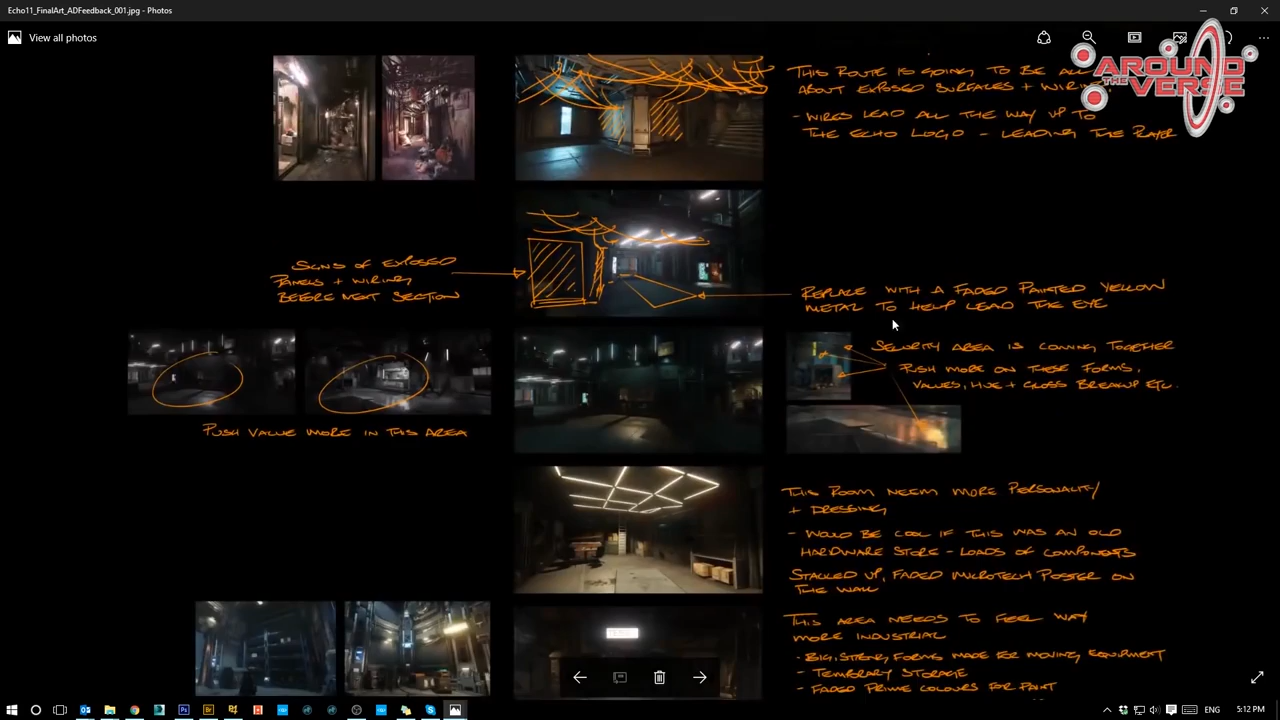 Echo11_FinalArt_ADFeedback_001.jpg - Photos
View all photos
AROUND
THE VERSE
THIS ROUTE IS GOING TO BE ALL
ABOUT EXPOSED SURFACES + WIRING.
- WIRES LEAD ALL THE WAY UP TO
THE ECHO LOGO - LEADING THE PLAYER
SIGNS OF EXPOSED
PANELS + WIRING
BEFORE NEXT SECTION
REPLACE WITH A FADED PAINTED YELLOW
METAL TO HELP LEAD THE EYE
SECURITY AREA IS COMING TOGETHER
PUSH MORE ON THESE FORMS,
VALUES, HUE + GLOSS BREAKUP ETC.
PUSH VALUE MORE IN THIS AREA
THIS ROOM NEEDS MORE PERSONALITY
+ DRESSING
- WOULD BE COOL IF THIS WAS AN OLD
HARDWARE STORE - LOADS OF COMPONENTS
STACKED UP, FADED MICROTECH POSTER ON
THE WALL
THIS AREA NEEDS TO FEEL WAY
MORE INDUSTRIAL
- BIG, STRONG FORMS MADE FOR MOVING EQUIPMENT
- TEMPORARY STORAGE
- FADED PRIME COLOURS FOR PAINT
ENG
5:12 PM